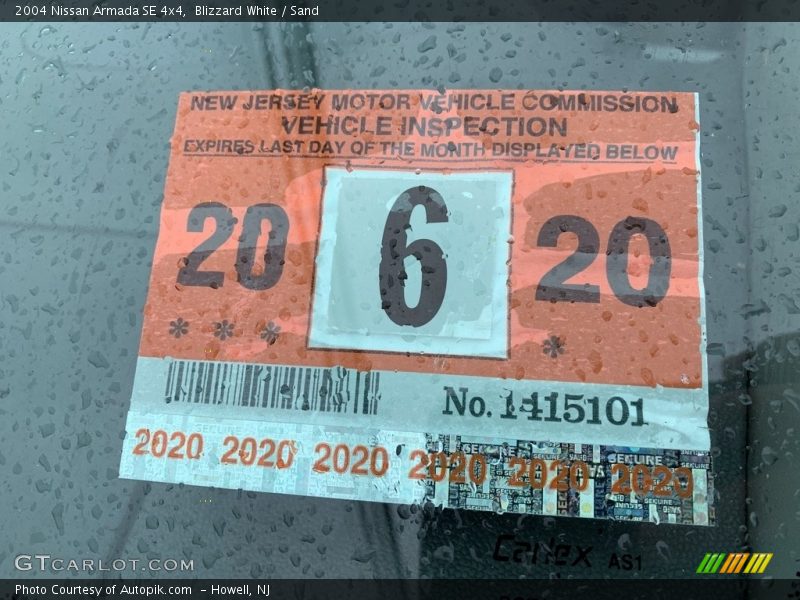 2004 Nissan Armada SE 4x4, Blizzard White / Sand
NEW JERSEY MOTOR VEHICLE COMMISSION
VEHICLE INSPECTION
EXPIRES LAST DAY OF THE MONTH DISPLAYED BELOW
20 6 20
* * * *
No. 1415101
2020 2020 2020 2020 2020 2020
Carlex AS1
GTCARLOT.COM
Photo Courtesy of Autopik.com - Howell, NJ